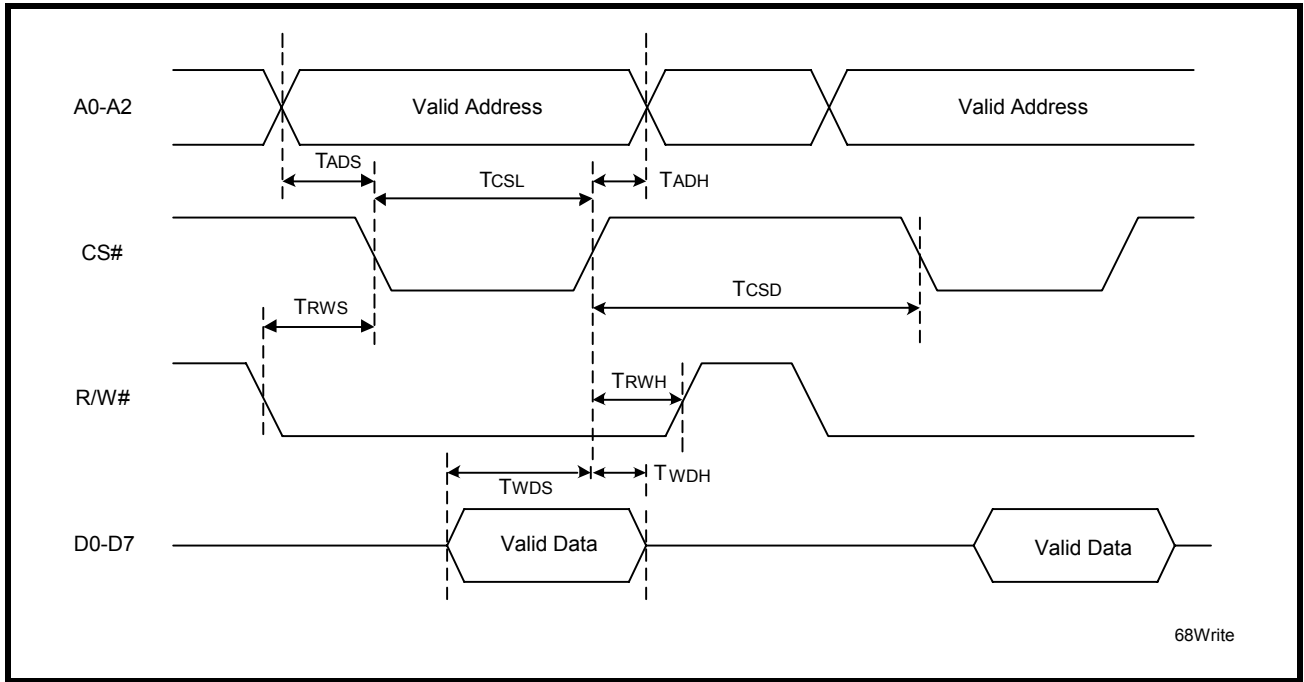 A0-A2
Valid Address
Valid Address
TADS
TCSL
TADH
CS#
TCSD
TRWS
R/W#
TRWH
TWDS
TWDH
D0-D7
Valid Data
Valid Data
68Write